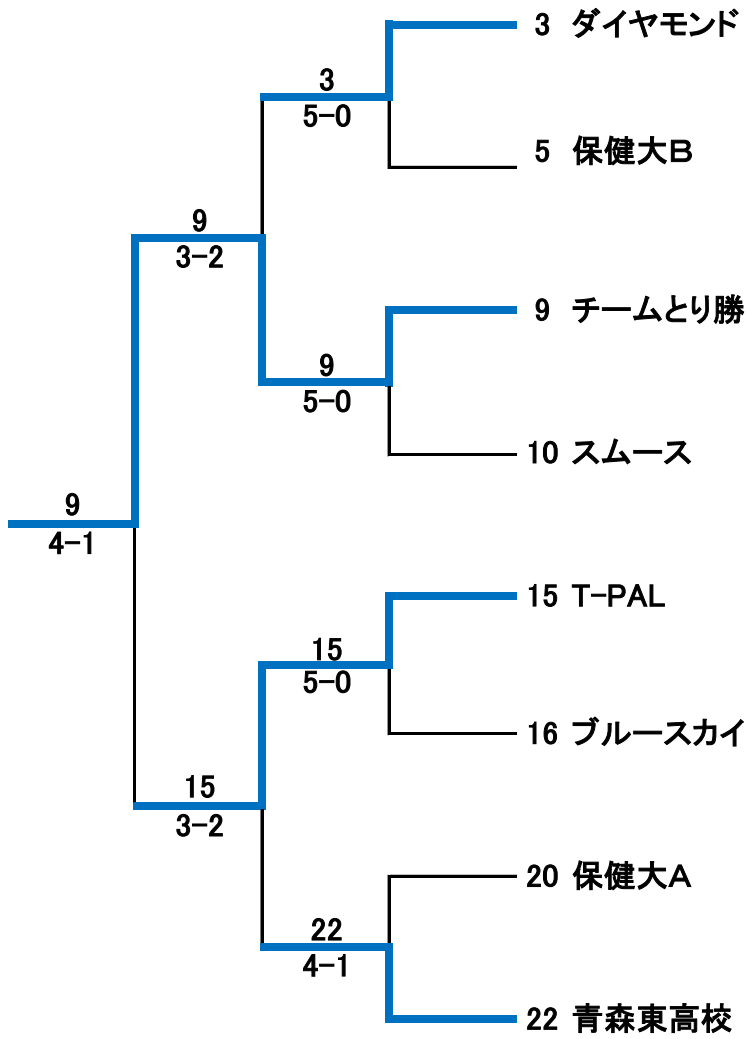 3 ダイヤモンド
3
5-0
5 保健大B
9
3-2
9 チームとり勝
9
5-0
10 スムース
9
4-1
15 T-PAL
15
5-0
16 ブルースカイ
15
3-2
20 保健大A
22
4-1
22 青森東高校